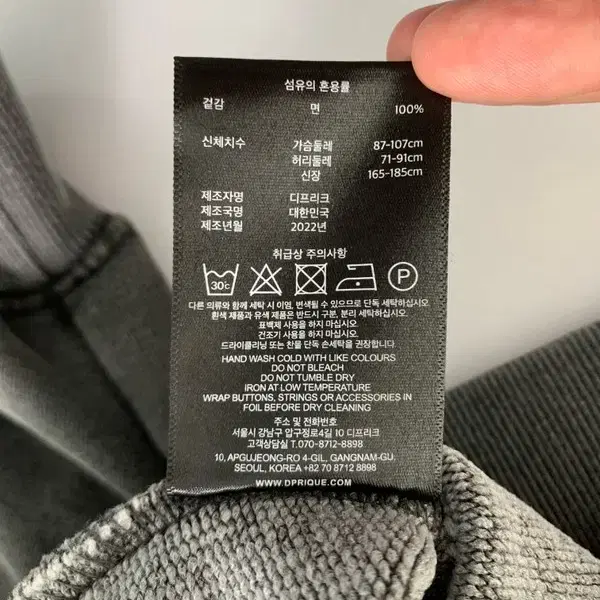 섬유의 혼용률
겉감 면 100%
신체치수 가슴둘레 87-107cm
허리둘레 71-91cm
신장 165-185cm
제조자명 디프리크
제조국명 대한민국
제조년월 2022년
취급상 주의사항
30℃ P
다른 의류와 함께 세탁 시 이염, 변색될 수 있으므로 단독 세탁하십시오.
흰색 제품과 유색 제품은 반드시 구분, 분리 세탁하십시오.
표백제 사용을 하지 마십시오.
건조기 사용을 하지 마십시오.
드라이클리닝 또는 찬물 단독 손세탁을 권장합니다.
HAND WASH COLD WITH LIKE COLOURS
DO NOT BLEACH
DO NOT TUMBLE DRY
IRON AT LOW TEMPERATURE
WRAP BUTTONS, STRINGS OR ACCESSORIES IN
FOIL BEFORE DRY CLEANING
주소 및 전화번호
서울시 강남구 압구정로4길 10 디프리크
고객상담실 T.070-8712-8898
10, APGUJEONG-RO 4-GIL, GANGNAM-GU.
SEOUL, KOREA +82 70 8712 8898
WWW.DPRIQUE.COM